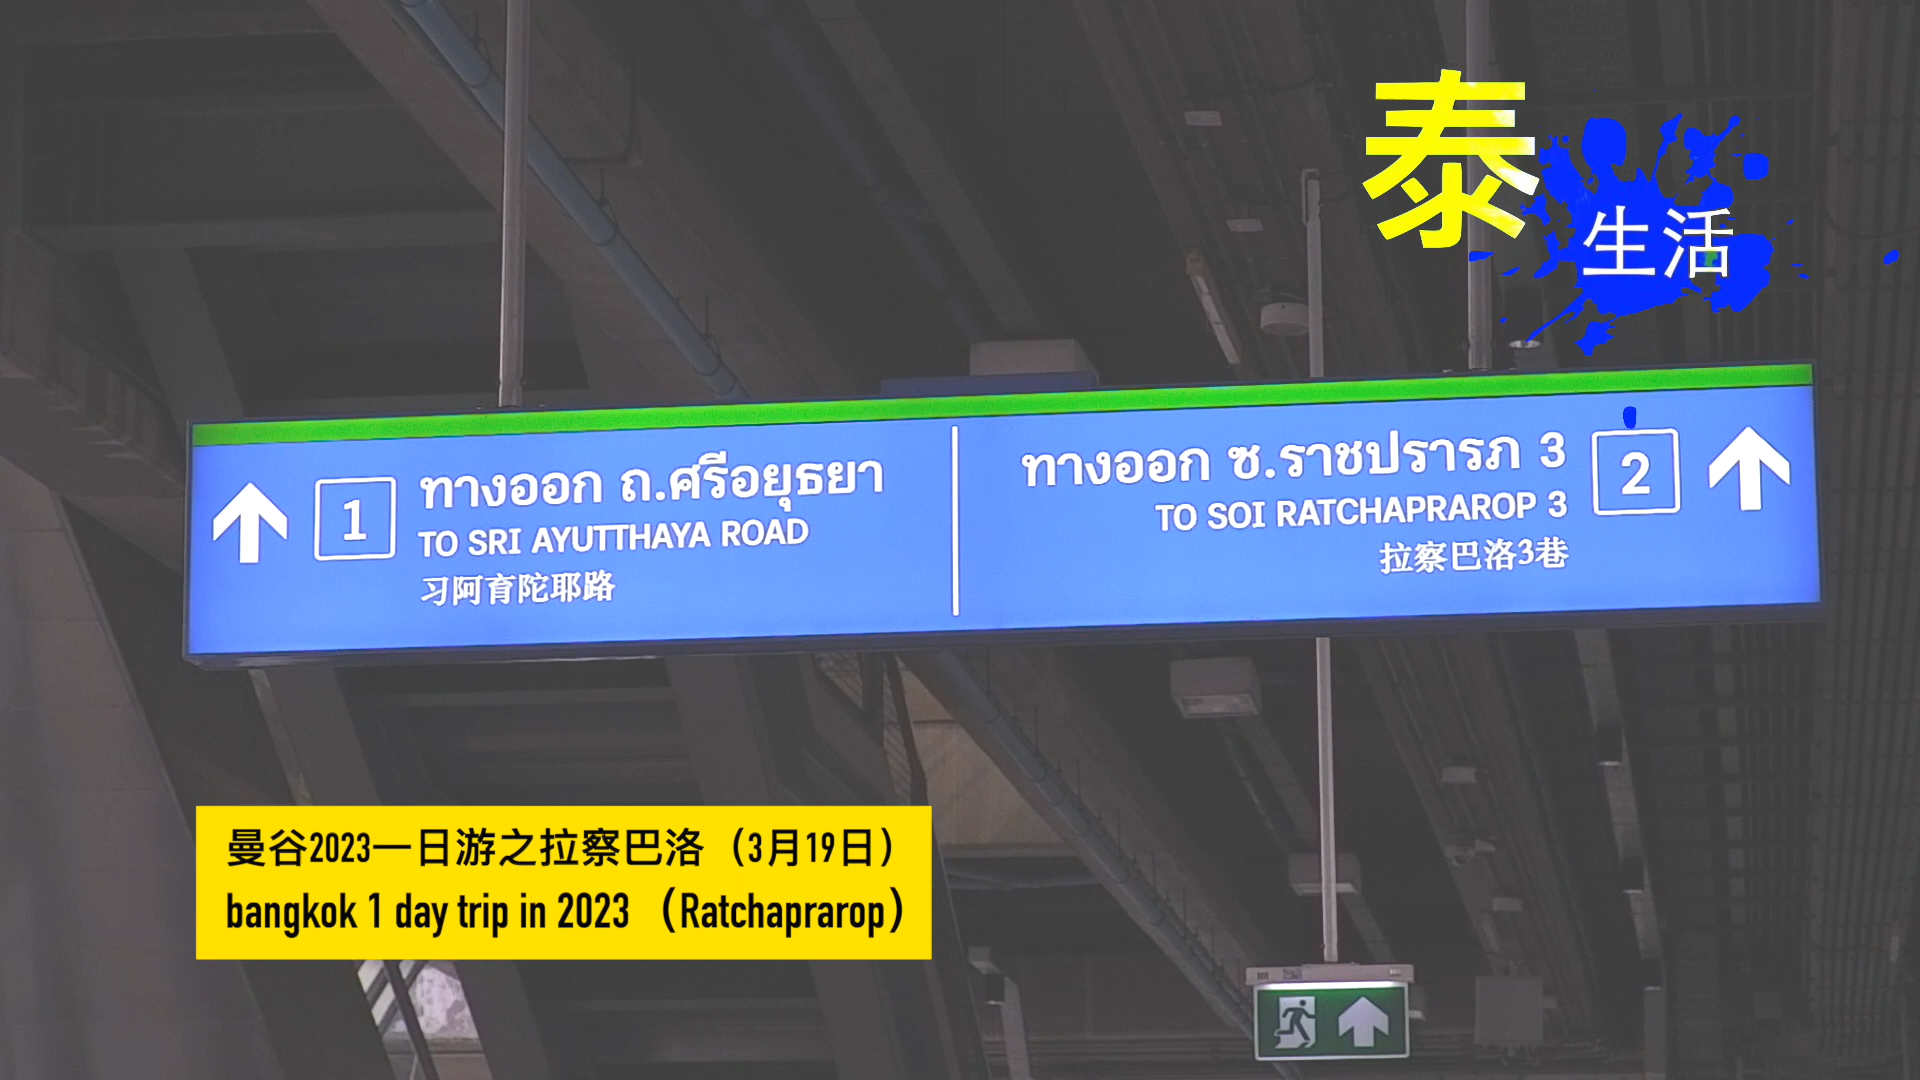 泰
生活
1
ทางออก ถ.ศรีอยุธยา
TO SRI AYUTTHAYA ROAD
习阿育陀耶路
ทางออก ซ.ราชปรารภ 3
TO SOI RATCHAPRAROP 3
拉察巴洛3巷
2
曼谷2023一日游之拉察巴洛（3月19日）
bangkok 1 day trip in 2023 （Ratchaprarop）